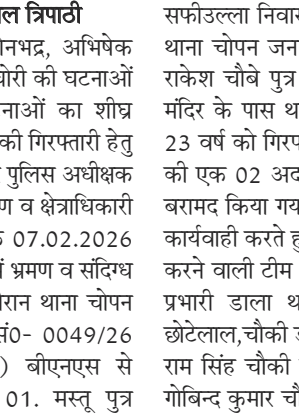 ल त्रिपाठी
नभद्र, अभिषेक
वोरी की घटनाओं
नाओं का शीघ्र
की गिरफ्तारी हेतु
पुलिस अधीक्षक
ण व क्षेत्राधिकारी
07.02.2026
में भ्रमण व संदिग्ध
रान थाना चोपन
सं0- 0049/26
) बीएनएस से
01. मस्तू पुत्र
सफीउल्ला निवास
थाना चोपन जन
राकेश चौबे पुत्र
मंदिर के पास थ
23 वर्ष को गिरफ
की एक 02 अद
बरामद किया गय
कार्यवाही करते हु
करने वाली टीम
प्रभारी डाला थ
छोटेलाल,चौकी ड
राम सिंह चौकी
गोबिन्द कुमार चौ